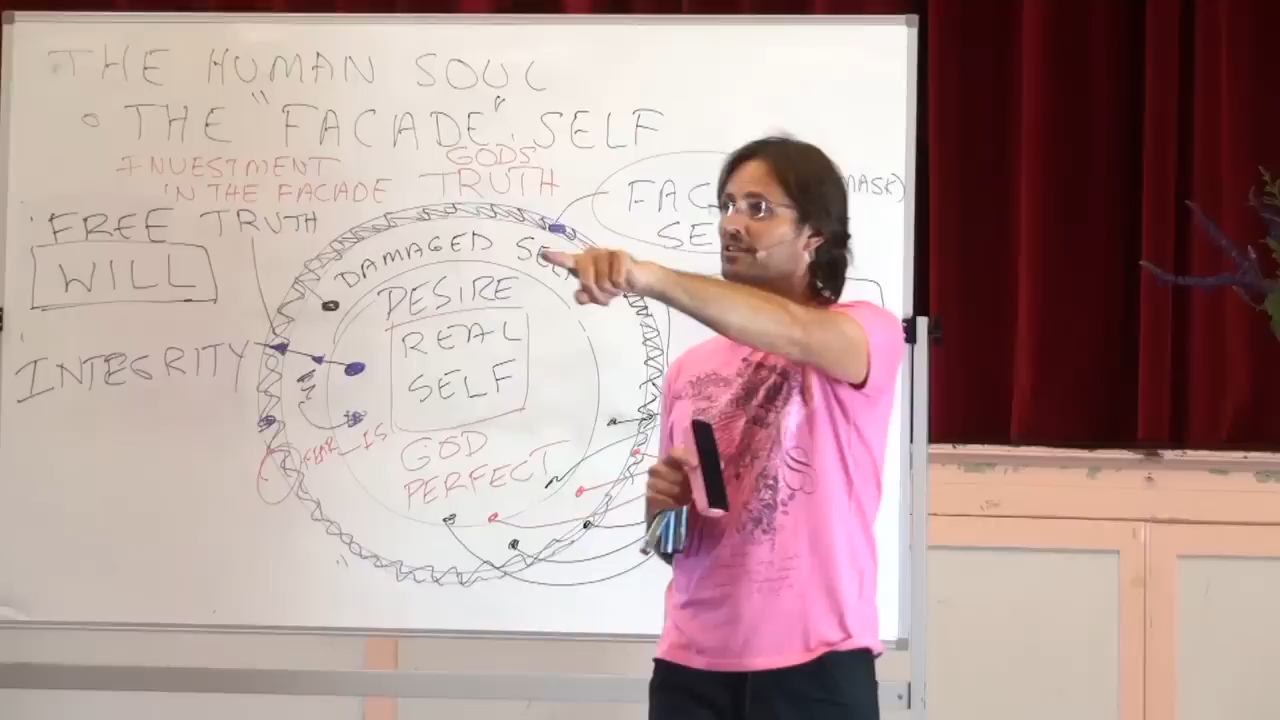 THE HUMAN SOUL
THE "FACADE" SELF
INVESTMENT
IN THE FACADE
GODS
TRUTH
FREE
WILL
TRUTH
INTEGRITY
FAC
SE
MASK)
DAMAGED SELF
DESIRE
REAL
SELF
GOD
PERFECT
FEAR IS